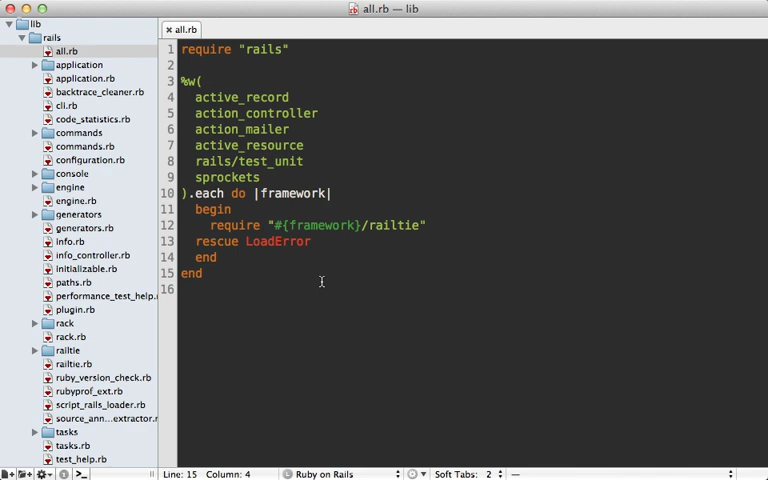 all.rb — lib
lib
rails
all.rb
application
application.rb
backtrace_cleaner.rb
cli.rb
code_statistics.rb
commands
commands.rb
configuration.rb
console
engine
engine.rb
generators
generators.rb
info.rb
info_controller.rb
initializable.rb
paths.rb
performance_test_help.r
plugin.rb
rack
rack.rb
railtie
railtie.rb
ruby_version_check.rb
rubyprof_ext.rb
script_rails_loader.rb
source_ann...extractor.r
tasks
tasks.rb
test_help.rb
× all.rb
1 require "rails"
2
3 %w(
4 active_record
5 action_controller
6 action_mailer
7 active_resource
8 rails/test_unit
9 sprockets
10 ).each do |framework|
11 begin
12 require "#{framework}/railtie"
13 rescue LoadError
14 end
15 end
16
Line: 15 Column: 4 Ruby on Rails Soft Tabs: 2 —